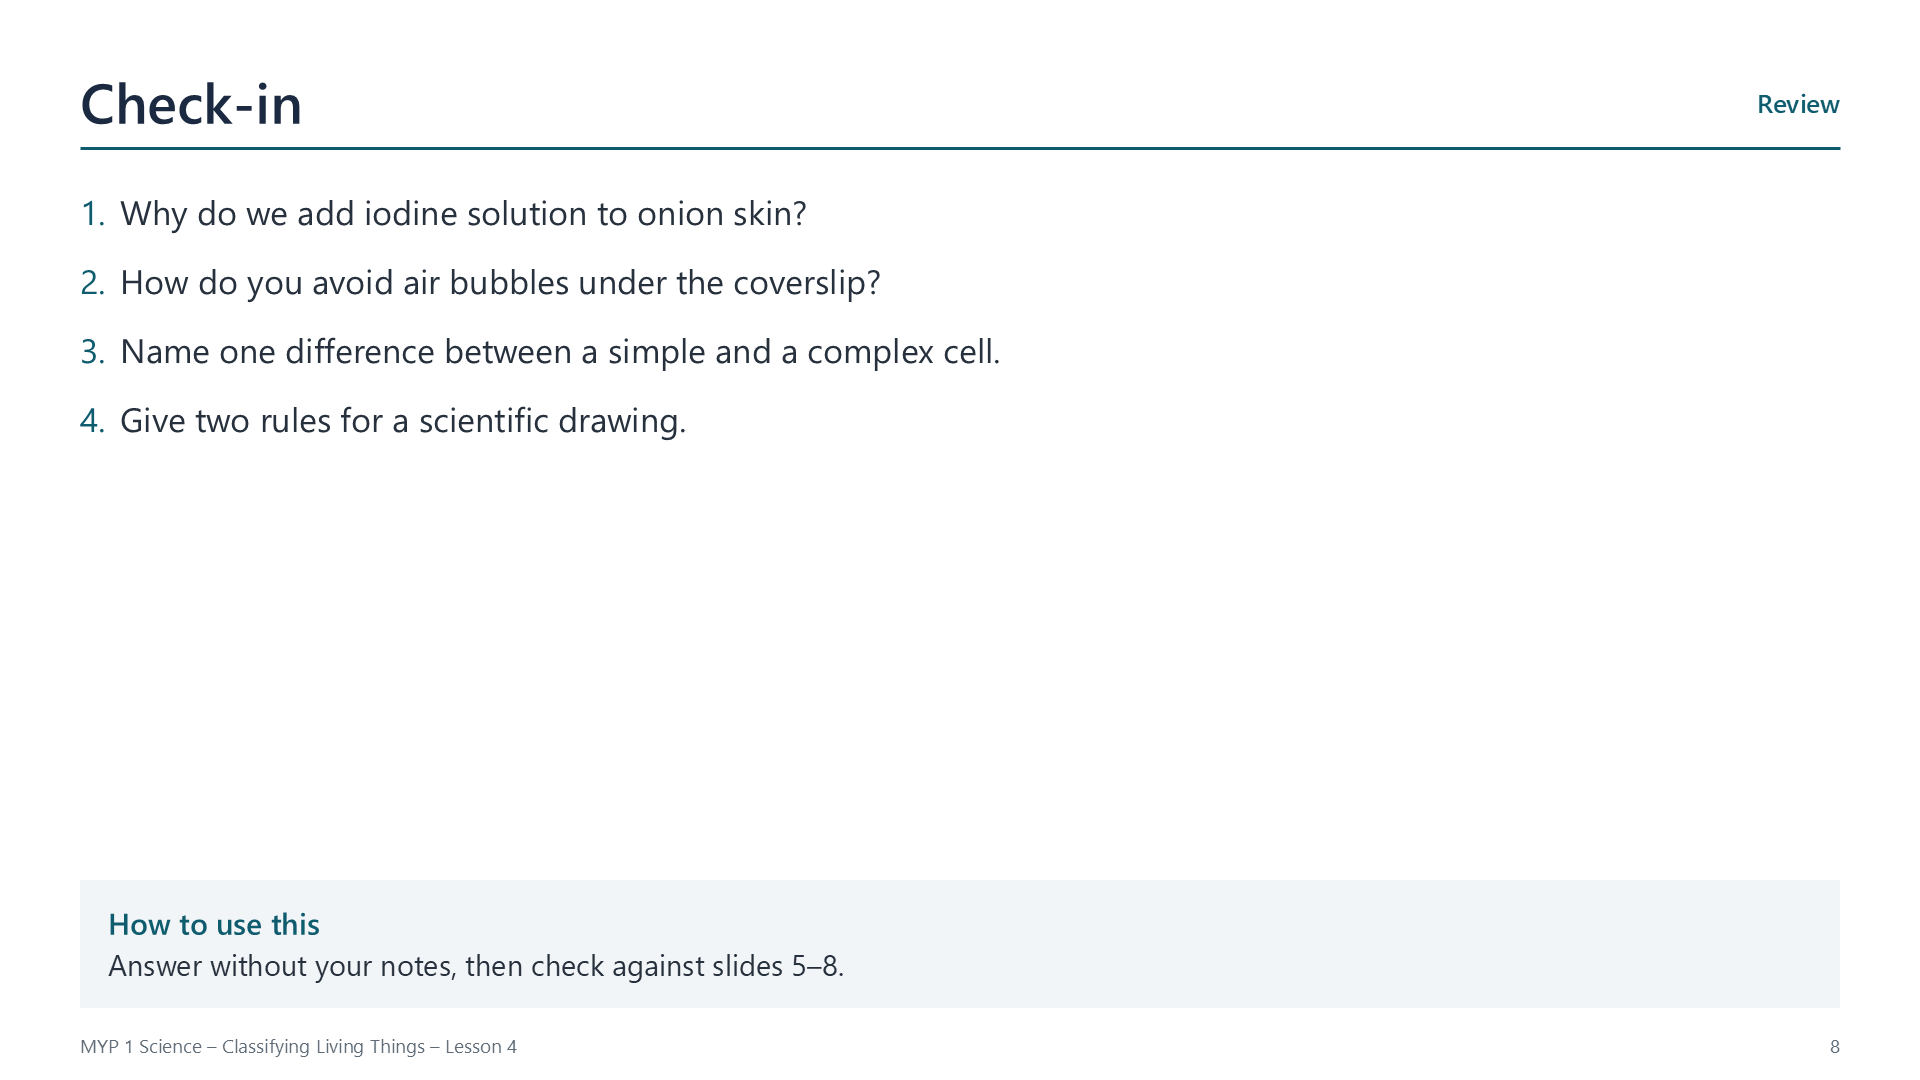 Check-in
Review
1. Why do we add iodine solution to onion skin?
2. How do you avoid air bubbles under the coverslip?
3. Name one difference between a simple and a complex cell.
4. Give two rules for a scientific drawing.
How to use this
Answer without your notes, then check against slides 5–8.
MYP 1 Science – Classifying Living Things – Lesson 4
8